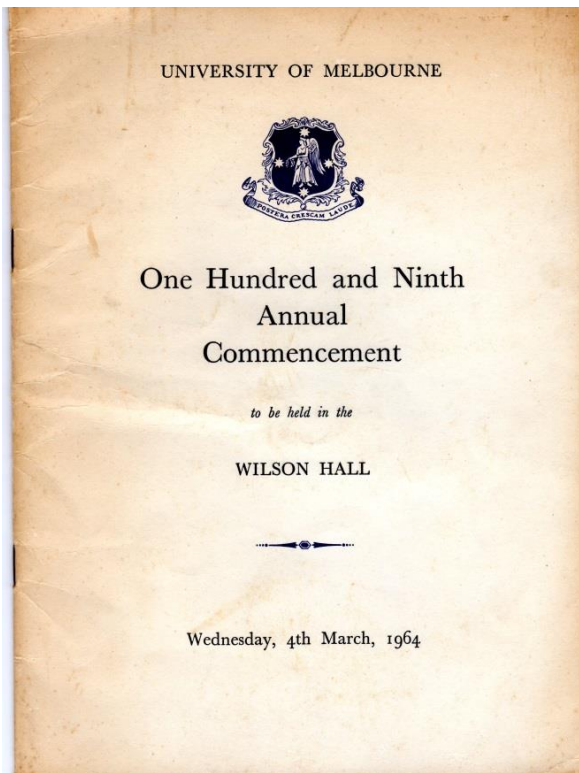 UNIVERSITY OF MELBOURNE
POSTERA CRESCAM LAUDE
One Hundred and Ninth
Annual
Commencement
to be held in the
WILSON HALL
Wednesday, 4th March, 1964